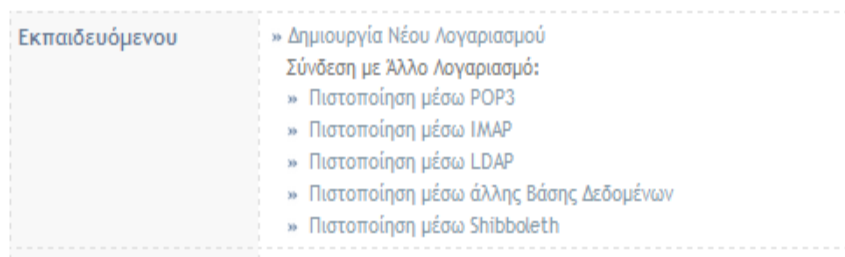 Εκπαιδευόμενου
» Δημιουργία Νέου Λογαριασμού
Σύνδεση με Άλλο Λογαριασμό:
» Πιστοποίηση μέσω POP3
» Πιστοποίηση μέσω IMAP
» Πιστοποίηση μέσω LDAP
» Πιστοποίηση μέσω άλλης Βάσης Δεδομένων
» Πιστοποίηση μέσω Shibboleth